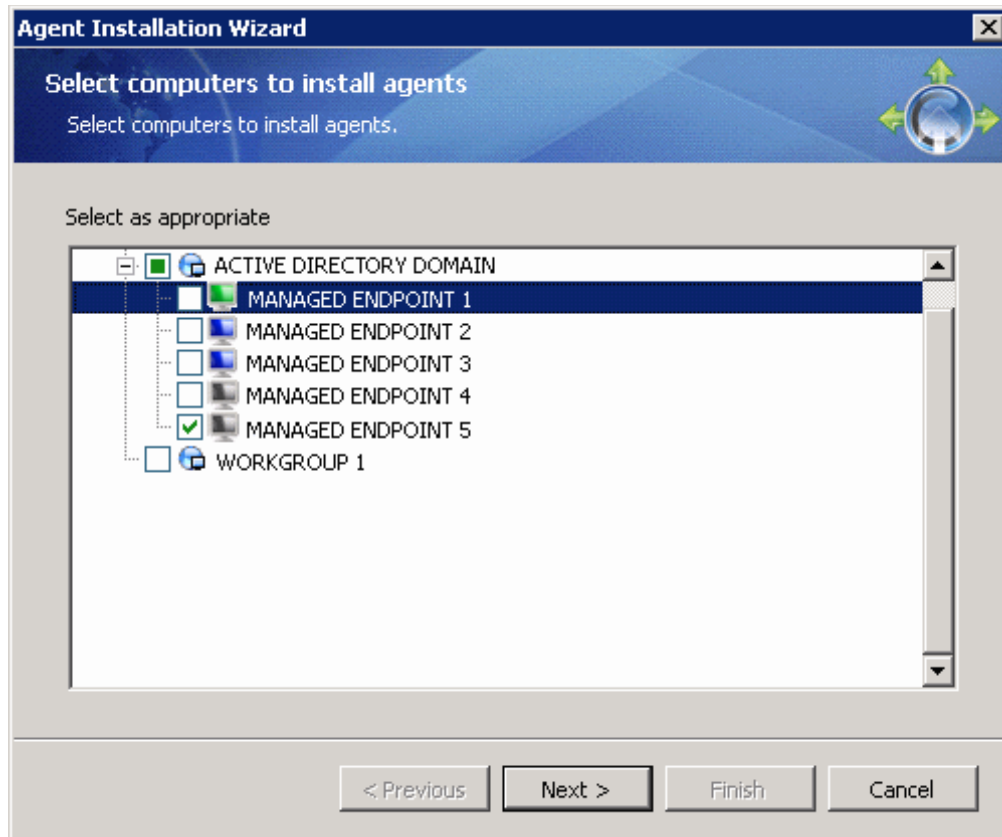 Agent Installation Wizard
Select computers to install agents
Select computers to install agents.
Select as appropriate
ACTIVE DIRECTORY DOMAIN
MANAGED ENDPOINT 1
MANAGED ENDPOINT 2
MANAGED ENDPOINT 3
MANAGED ENDPOINT 4
MANAGED ENDPOINT 5
WORKGROUP 1
< Previous Next > Finish Cancel